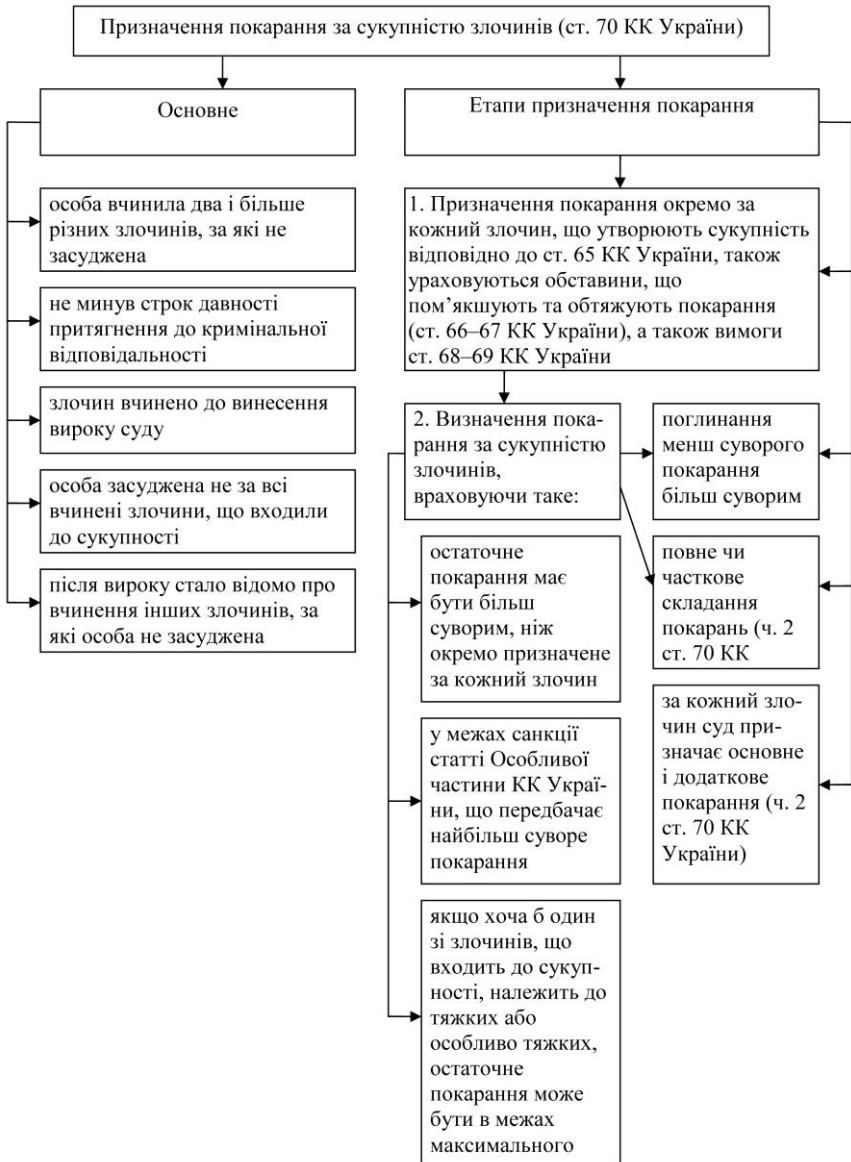 Призначення покарання за сукупністю злочинів (ст. 70 КК України)
Основне
особа вчинила два і більше
різних злочинів, за які не
засуджена
не минув строк давності
притягнення до кримінальної
відповідальності
злочин вчинено до винесення
вироку суду
особа засуджена не за всі
вчинені злочини, що входили
до сукупності
після вироку стало відомо про
вчинення інших злочинів, за
які особа не засуджена
Етапи призначення покарання
1. Призначення покарання окремо за
кожний злочин, що утворюють сукупність
відповідно до ст. 65 КК України, також
ураховуються обставини, що
пом’якшують та обтяжують покарання
(ст. 66–67 КК України), а також вимоги
ст. 68–69 КК України
2. Визначення пока-
рання за сукупністю
злочинів,
враховуючи таке:
остаточне
покарання має
бути більш
суворим, ніж
окремо призначене
за кожний злочин
у межах санкції
статті Особливої
частини КК Украї-
ни, що передбачає
найбільш суворе
покарання
якщо хоча б один
зі злочинів, що
входить до сукуп-
ності, належить до
тяжких або
особливо тяжких,
остаточне
покарання може
бути в межах
максимального
поглинання
менш суворого
покарання
більш суворим
повне чи
часткове
складання
покарань (ч. 2
ст. 70 КК
за кожний зло-
чин суд при-
значає основне
і додаткове
покарання (ч. 2
ст. 70 КК
України)